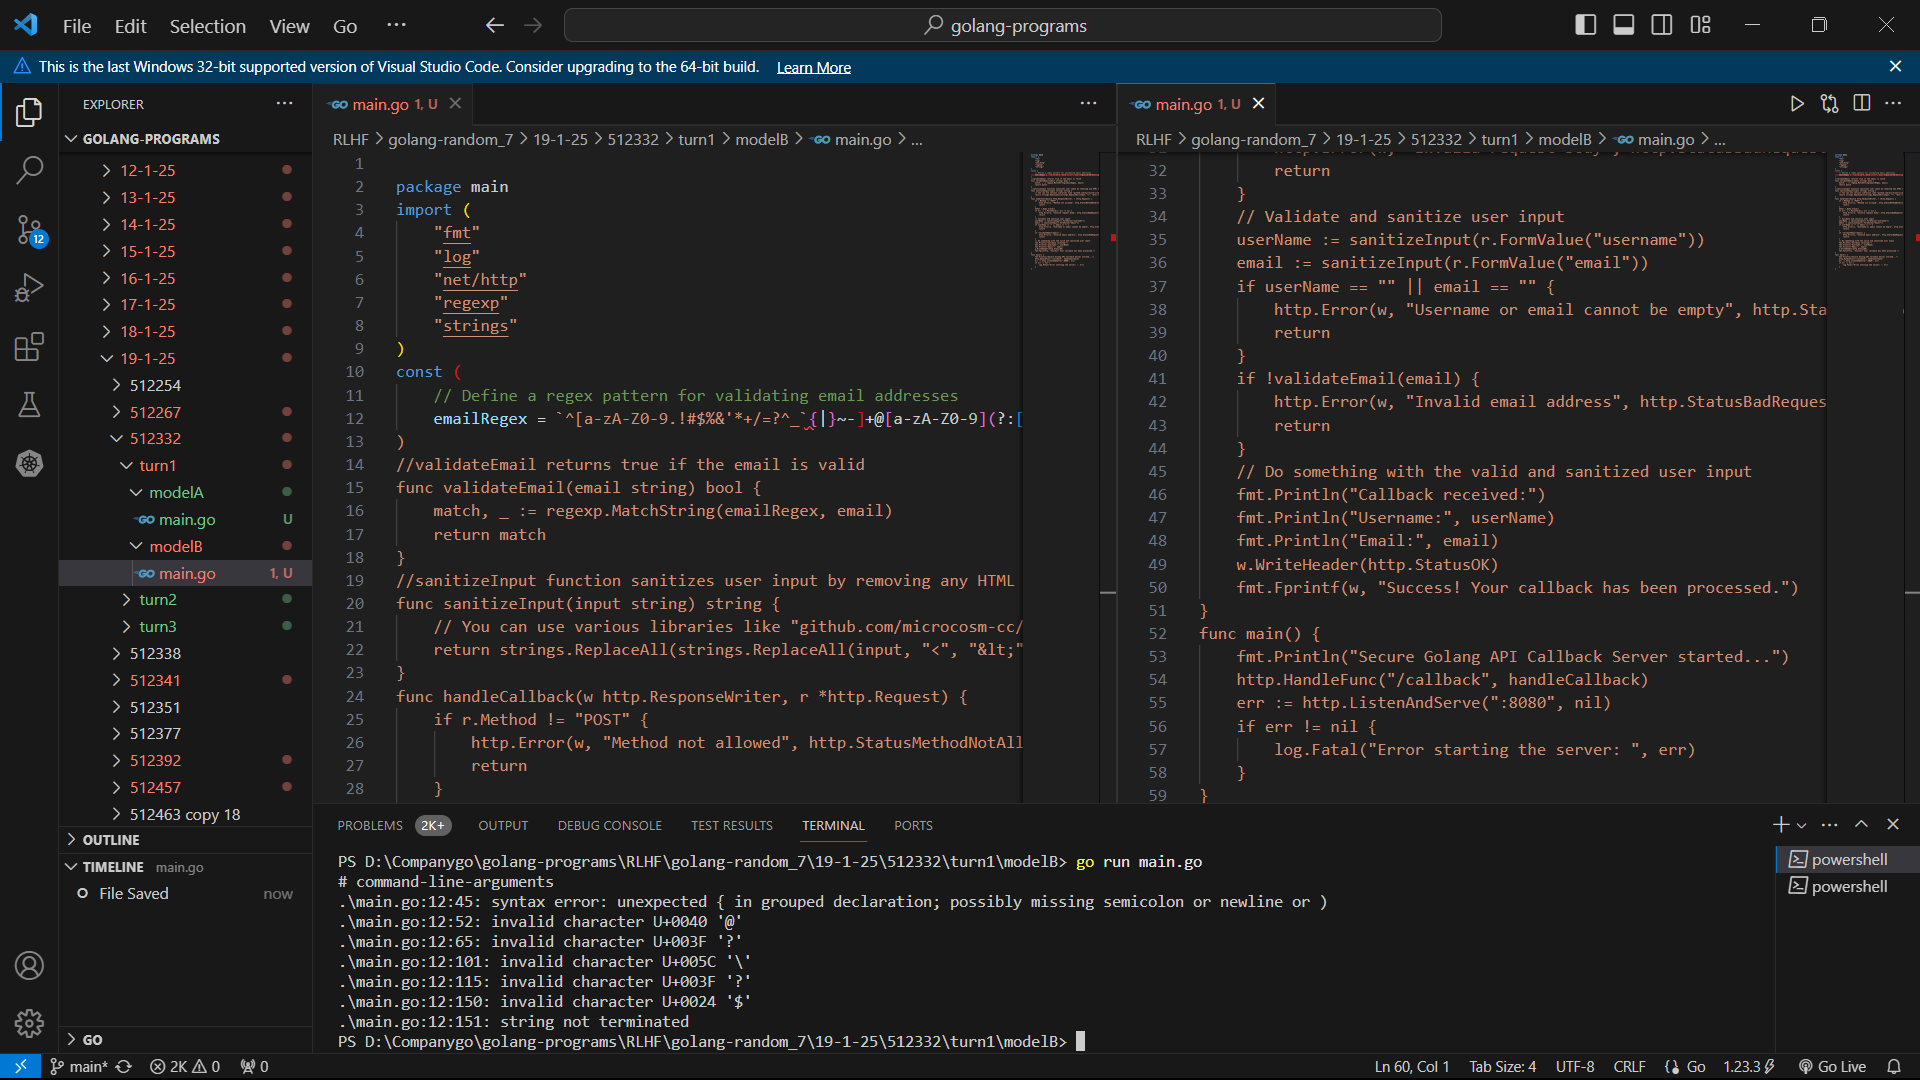 File Edit Selection View Go ···
golang-programs
This is the last Windows 32-bit supported version of Visual Studio Code. Consider upgrading to the 64-bit build. Learn More
EXPLORER
GOLANG-PROGRAMS
12-1-25
13-1-25
14-1-25
15-1-25
16-1-25
17-1-25
18-1-25
19-1-25
512254
512267
512332
turn1
modelA
GO main.go U
modelB
GO main.go 1, U
turn2
turn3
512338
512341
512351
512377
512392
512457
512463 copy 18
OUTLINE
TIMELINE main.go
File Saved now
GO
12
GO main.go 1, U
RLHF > golang-random_7 > 19-1-25 > 512332 > turn1 > modelB > GO main.go > ...
1
2 package main
3 import (
4 "fmt"
5 "log"
6 "net/http"
7 "regexp"
8 "strings"
9 )
10 const (
11 // Define a regex pattern for validating email addresses
12 emailRegex = `^[a-zA-Z0-9.!#$%&'*+/=?^_`{|}~-]+@[a-zA-Z0-9](?:[
13 )
14 //validateEmail returns true if the email is valid
15 func validateEmail(email string) bool {
16 match, _ := regexp.MatchString(emailRegex, email)
17 return match
18 }
19 //sanitizeInput function sanitizes user input by removing any HTML
20 func sanitizeInput(input string) string {
21 // You can use various libraries like "github.com/microcosm-cc/
22 return strings.ReplaceAll(strings.ReplaceAll(input, "<", "&lt;"
23 }
24 func handleCallback(w http.ResponseWriter, r *http.Request) {
25 if r.Method != "POST" {
26 http.Error(w, "Method not allowed", http.StatusMethodNotAll
27 return
28 }
GO main.go 1, U
RLHF > golang-random_7 > 19-1-25 > 512332 > turn1 > modelB > GO main.go > ...
32 return
33 }
34 // Validate and sanitize user input
35 userName := sanitizeInput(r.FormValue("username"))
36 email := sanitizeInput(r.FormValue("email"))
37 if userName == "" || email == "" {
38 http.Error(w, "Username or email cannot be empty", http.Sta
39 return
40 }
41 if !validateEmail(email) {
42 http.Error(w, "Invalid email address", http.StatusBadReques
43 return
44 }
45 // Do something with the valid and sanitized user input
46 fmt.Println("Callback received:")
47 fmt.Println("Username:", userName)
48 fmt.Println("Email:", email)
49 w.WriteHeader(http.StatusOK)
50 fmt.Fprintf(w, "Success! Your callback has been processed.")
51 }
52 func main() {
53 fmt.Println("Secure Golang API Callback Server started...")
54 http.HandleFunc("/callback", handleCallback)
55 err := http.ListenAndServe(":8080", nil)
56 if err != nil {
57 log.Fatal("Error starting the server: ", err)
58 }
59 }
PROBLEMS 2K+ OUTPUT DEBUG CONSOLE TEST RESULTS TERMINAL PORTS
PS D:\Companygo\golang-programs\RLHF\golang-random_7\19-1-25\512332\turn1\modelB> go run main.go
# command-line-arguments
.\main.go:12:45: syntax error: unexpected { in grouped declaration; possibly missing semicolon or newline or )
.\main.go:12:52: invalid character U+0040 '@'
.\main.go:12:65: invalid character U+003F '?'
.\main.go:12:101: invalid character U+005C '\'
.\main.go:12:115: invalid character U+003F '?'
.\main.go:12:150: invalid character U+0024 '$'
.\main.go:12:151: string not terminated
PS D:\Companygo\golang-programs\RLHF\golang-random_7\19-1-25\512332\turn1\modelB>
powershell
powershell
main* 2K 0 0 Ln 60, Col 1 Tab Size: 4 UTF-8 CRLF Go 1.23.3 Go Live